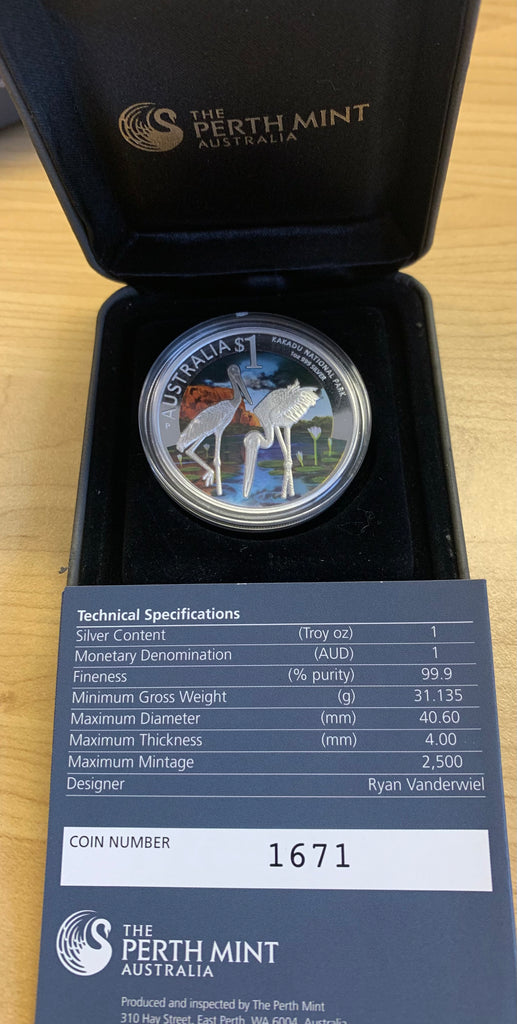 THE
PERTH MINT
AUSTRALIA
AUSTRALIA $1
KAKADU NATIONAL PARK
1oz 999 SILVER
P
Technical Specifications
Silver Content (Troy oz) 1
Monetary Denomination (AUD) 1
Fineness (% purity) 99.9
Minimum Gross Weight (g) 31.135
Maximum Diameter (mm) 40.60
Maximum Thickness (mm) 4.00
Maximum Mintage 2,500
Designer Ryan Vanderwiel
COIN NUMBER 1671
THE
PERTH MINT
AUSTRALIA
Produced and inspected by The Perth Mint
310 Hay Street, East Perth, WA 6004, Australia